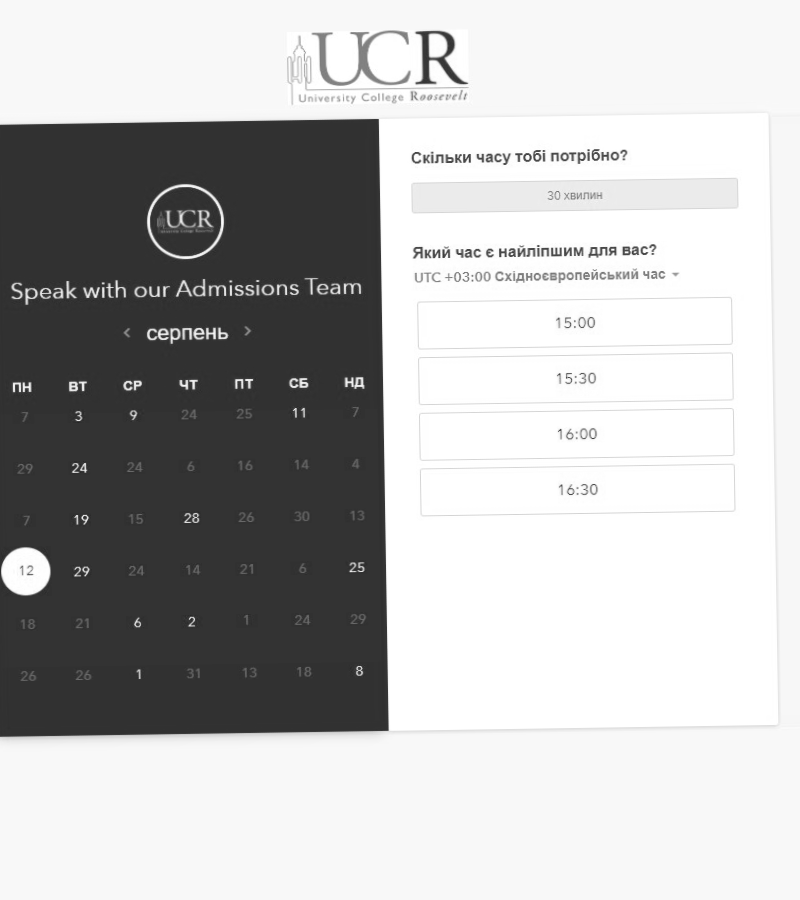 UCR
University College Roosevelt
Скільки часу тобі потрібно?
30 хвилин
Який час є найліпшим для вас?
UTC +03:00 Східноєвропейський час
15:00
15:30
16:00
16:30
UCR
University College Roosevelt
Speak with our Admissions Team
‹ серпень ›
ПН ВТ СР ЧТ ПТ СБ НД
7 3 9 24 25 11 7
29 24 24 6 16 14 4
7 19 15 28 26 30 13
12 29 24 14 21 6 25
18 21 6 2 1 24 29
26 26 1 31 13 18 8